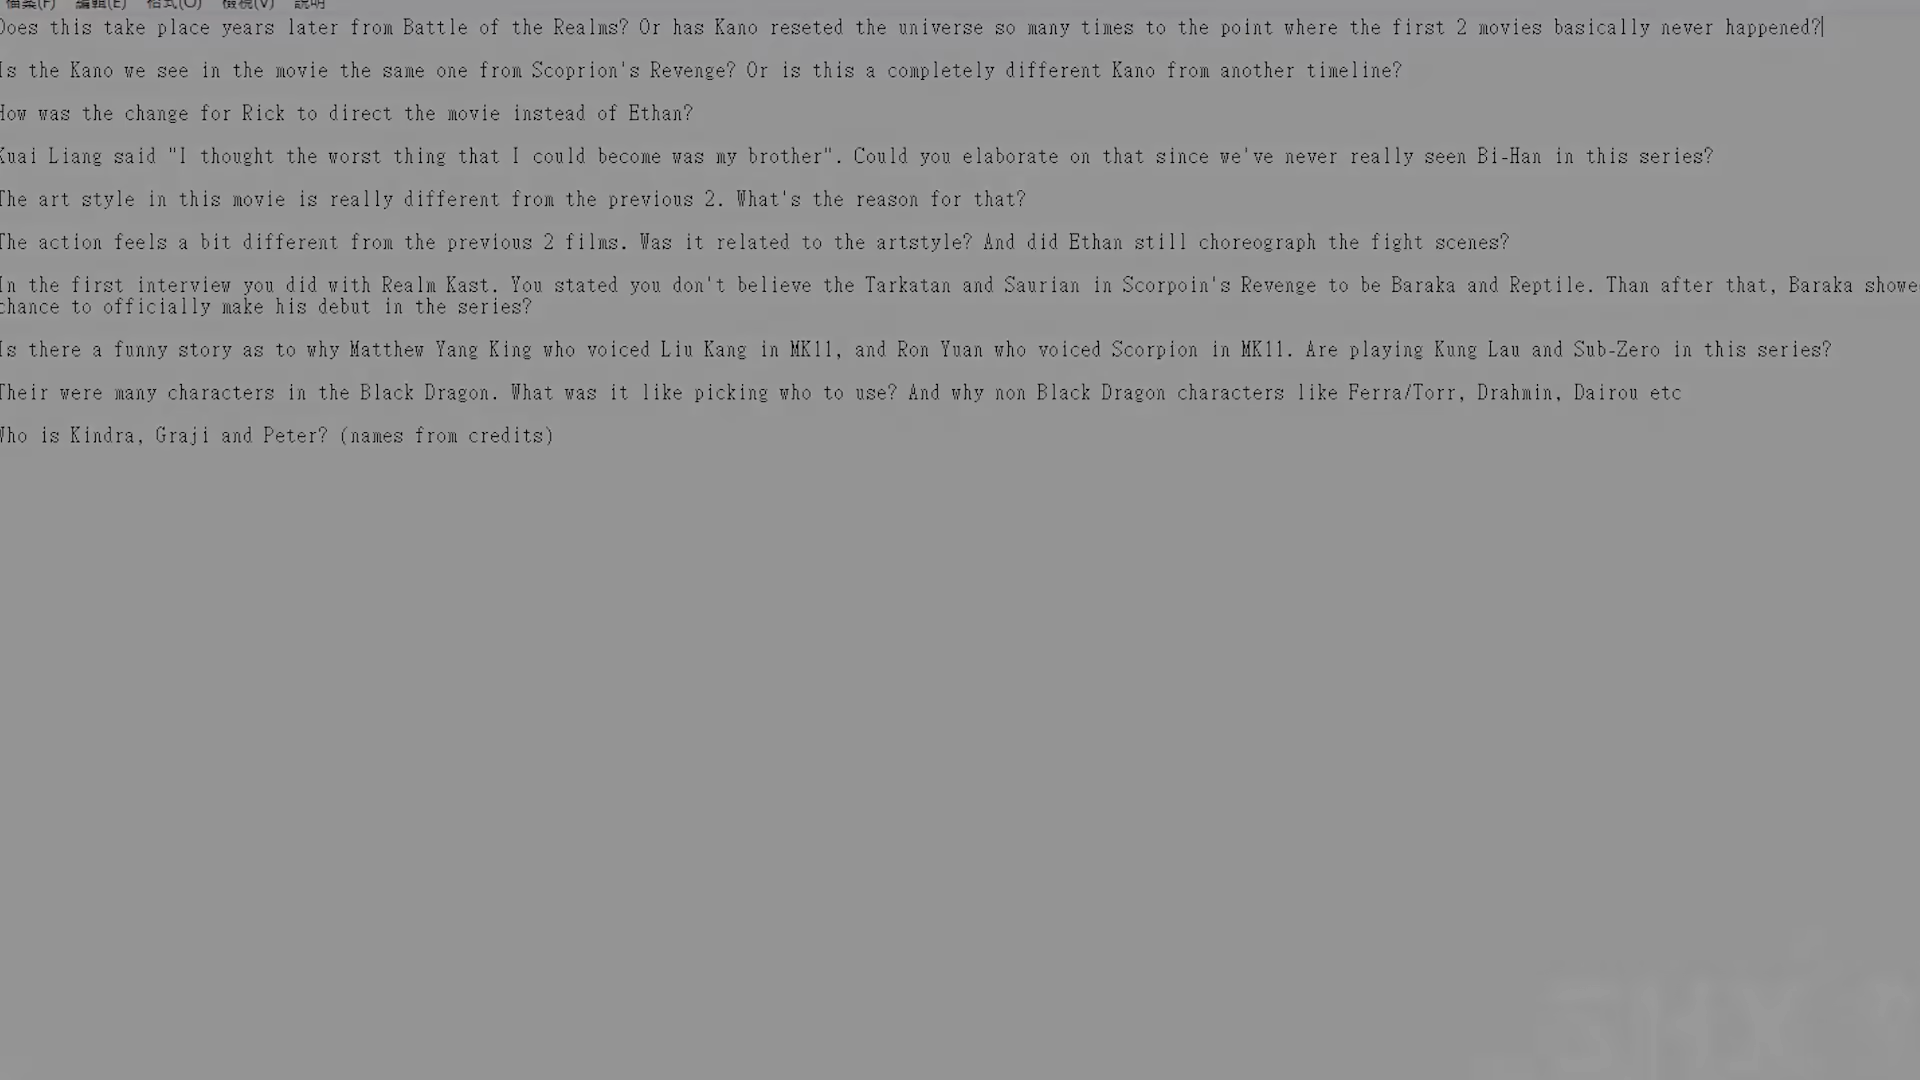 檔案(F) 編輯(E) 格式(O) 檢視(V) 說明
Does this take place years later from Battle of the Realms? Or has Kano reseted the universe so many times to the point where the first 2 movies basically never happened?
Is the Kano we see in the movie the same one from Scoprion's Revenge? Or is this a completely different Kano from another timeline?
How was the change for Rick to direct the movie instead of Ethan?
Kuai Liang said "I thought the worst thing that I could become was my brother". Could you elaborate on that since we've never really seen Bi-Han in this series?
The art style in this movie is really different from the previous 2. What's the reason for that?
The action feels a bit different from the previous 2 films. Was it related to the artstyle? And did Ethan still choreograph the fight scenes?
In the first interview you did with Realm Kast. You stated you don't believe the Tarkatan and Saurian in Scorpoin's Revenge to be Baraka and Reptile. Than after that, Baraka showe
chance to officially make his debut in the series?
Is there a funny story as to why Matthew Yang King who voiced Liu Kang in MK11, and Ron Yuan who voiced Scorpion in MK11. Are playing Kung Lau and Sub-Zero in this series?
Their were many characters in the Black Dragon. What was it like picking who to use? And why non Black Dragon characters like Ferra/Torr, Drahmin, Dairou etc
Who is Kindra, Graji and Peter? (names from credits)